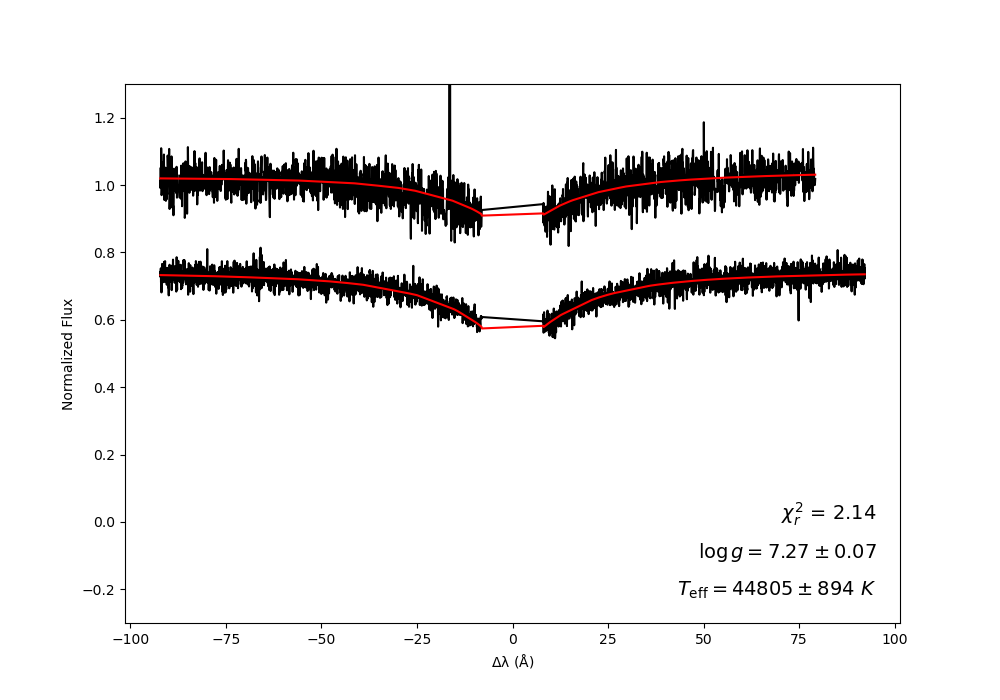 1.2
1.0
0.8
0.6
0.4
0.2
0.0
−0.2
Normalized Flux
χ²ᵣ = 2.14
log g = 7.27 ± 0.07
T_eff = 44805 ± 894 K
−100 −75 −50 −25 0 25 50 75 100
Δλ (Å)